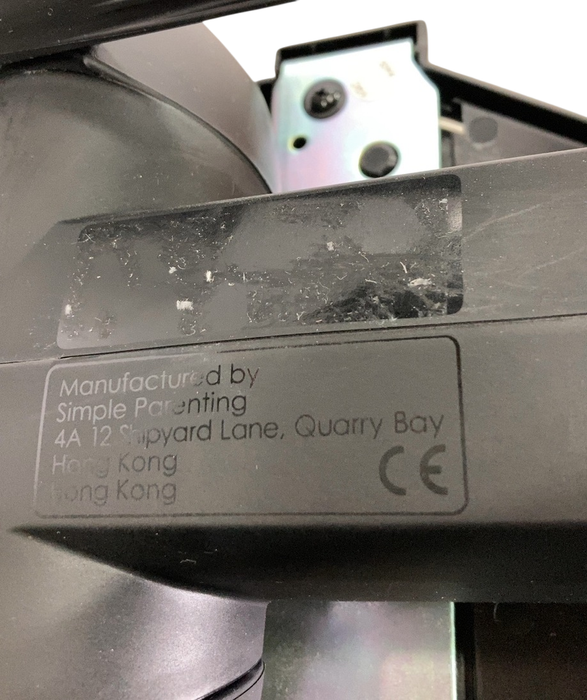 Manufactured by
Simple Parenting
4A 12 Shipyard Lane, Quarry Bay
Hong Kong
Hong Kong
CE